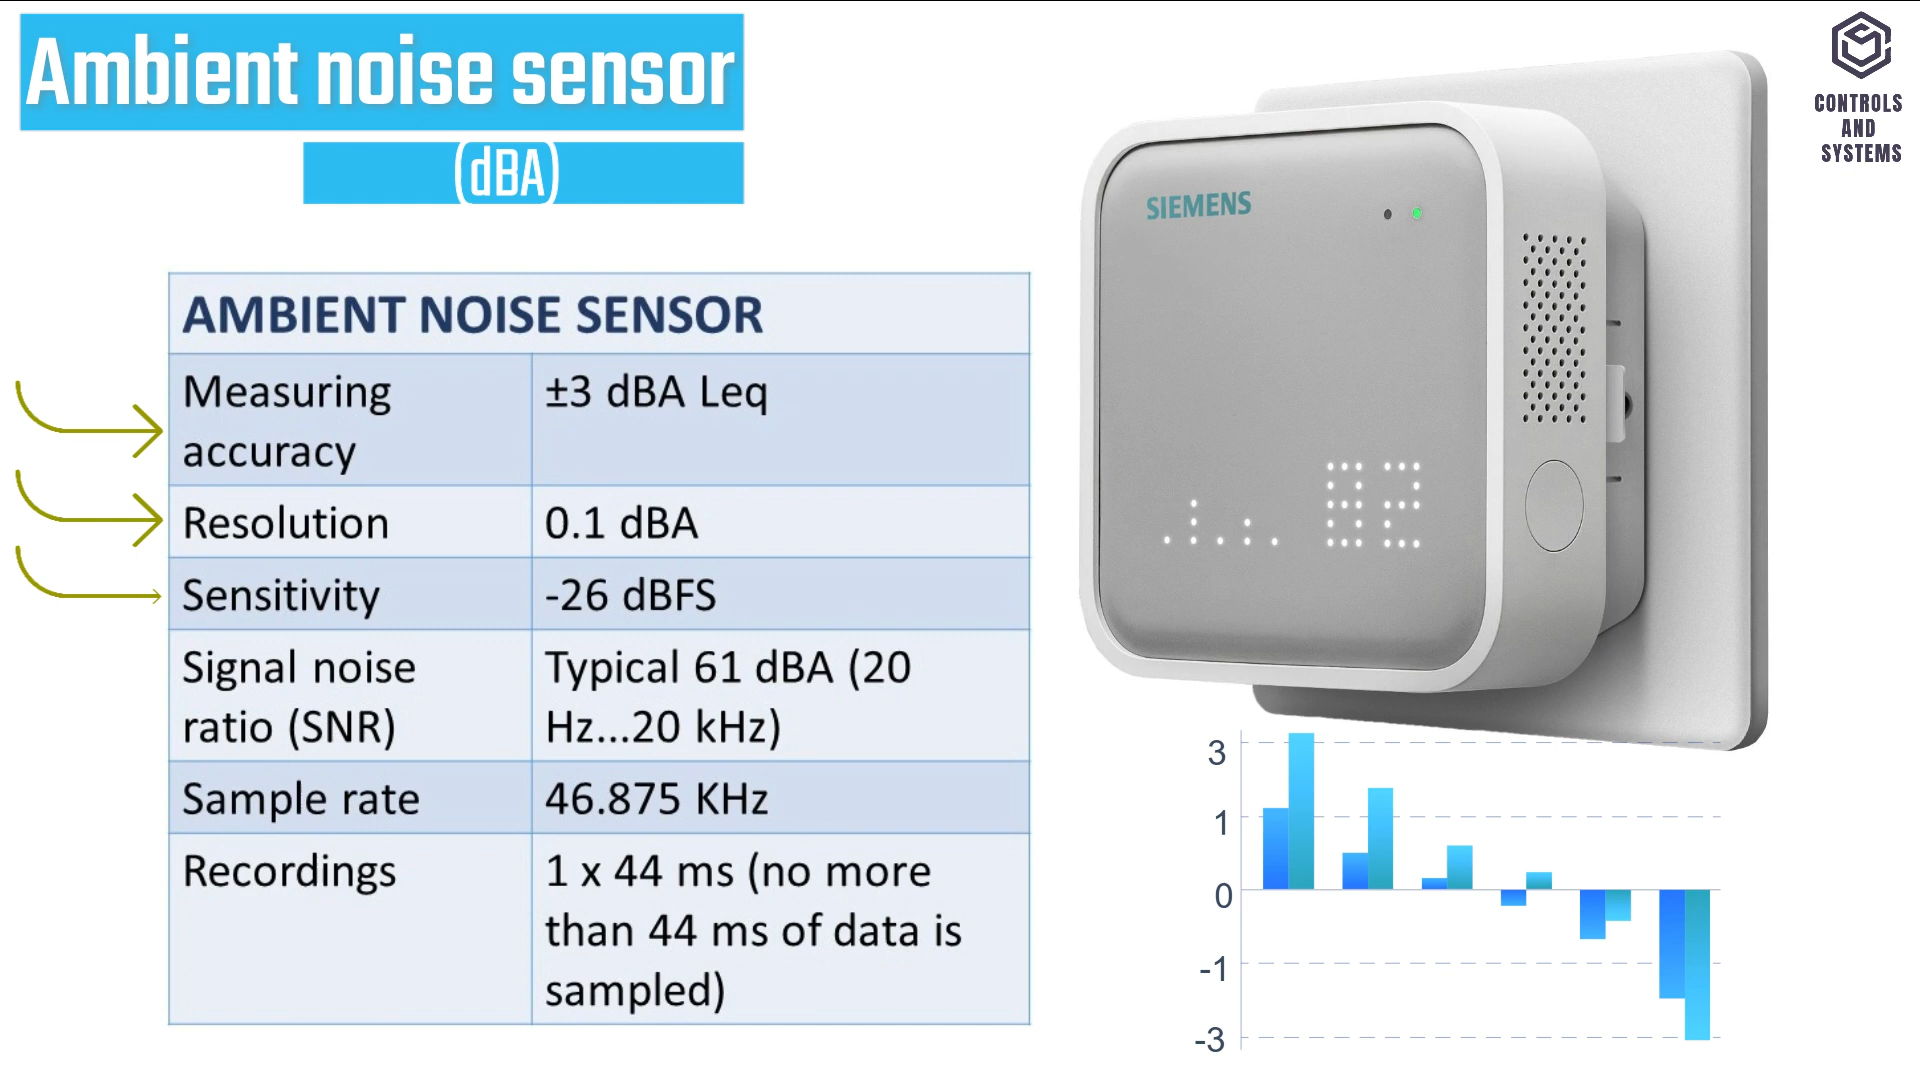 Ambient noise sensor
(dBA)
CONTROLS
AND
SYSTEMS
SIEMENS
02
AMBIENT NOISE SENSOR
Measuring accuracy ±3 dBA Leq
Resolution 0.1 dBA
Sensitivity -26 dBFS
Signal noise ratio (SNR) Typical 61 dBA (20 Hz...20 kHz)
Sample rate 46.875 KHz
Recordings 1 x 44 ms (no more than 44 ms of data is sampled)
3
1
0
-1
-3